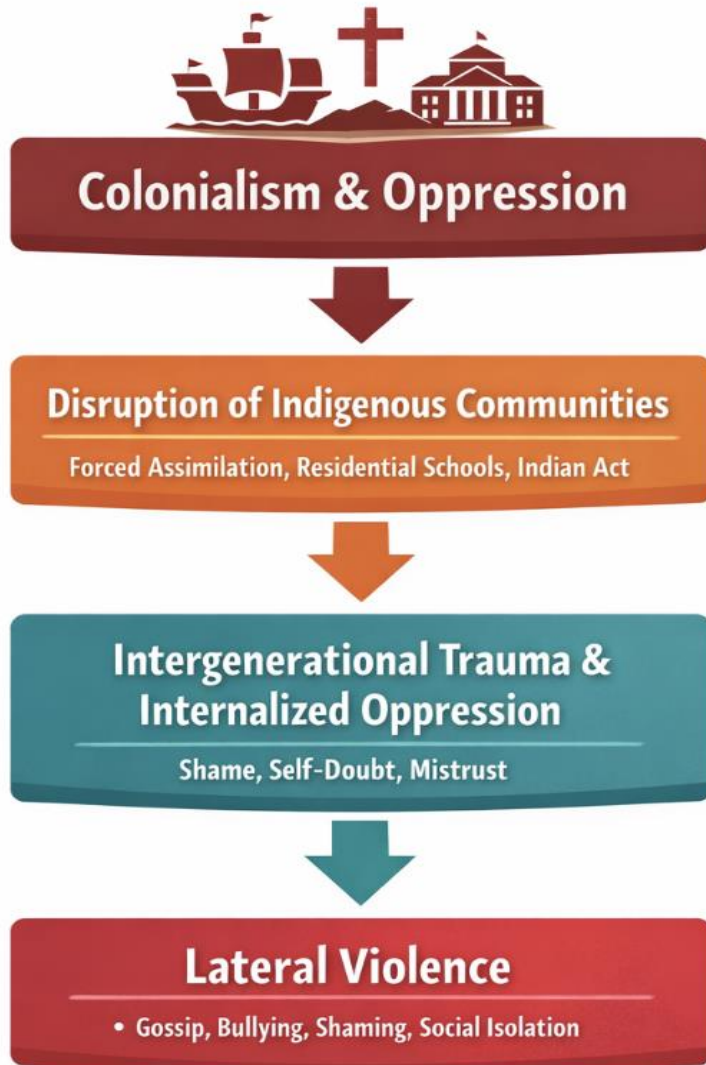 Colonialism & Oppression
Disruption of Indigenous Communities
Forced Assimilation, Residential Schools, Indian Act
Intergenerational Trauma &
Internalized Oppression
Shame, Self-Doubt, Mistrust
Lateral Violence
• Gossip, Bullying, Shaming, Social Isolation